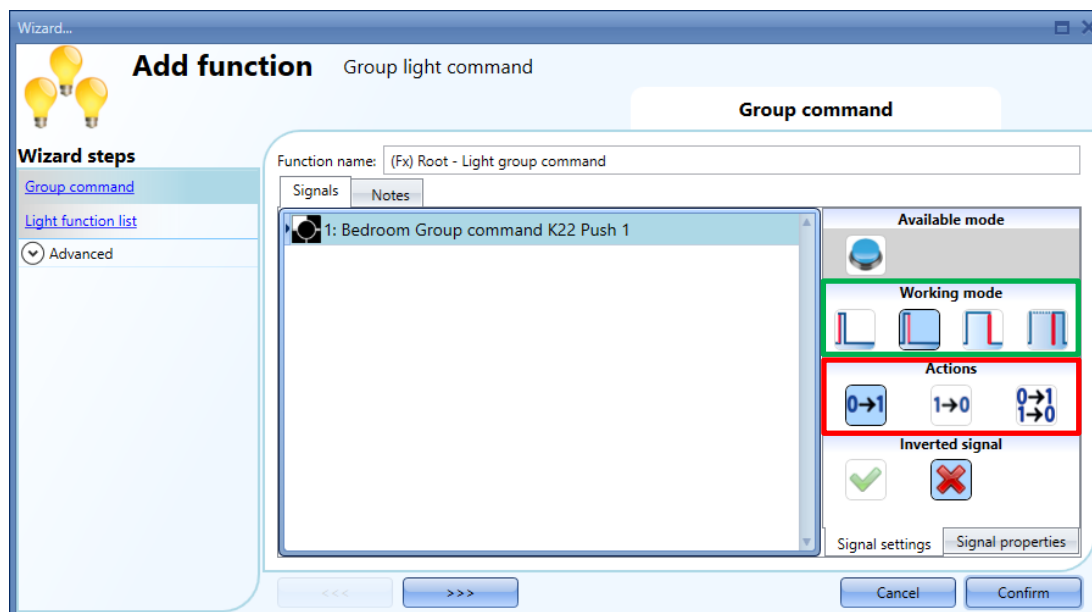 Wizard...
Add function Group light command
Group command
Wizard steps
Group command
Light function list
Advanced
Function name: (Fx) Root - Light group command
Signals Notes
1: Bedroom Group command K22 Push 1
Available mode
Working mode
Actions
0→1 1→0 0→1
1→0
Inverted signal
Signal settings Signal properties
<<< >>> Cancel Confirm